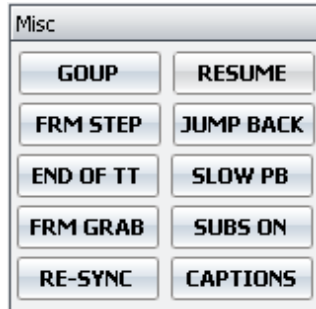 Misc
GOUP RESUME
FRM STEP JUMP BACK
END OF TT SLOW PB
FRM GRAB SUBS ON
RE-SYNC CAPTIONS